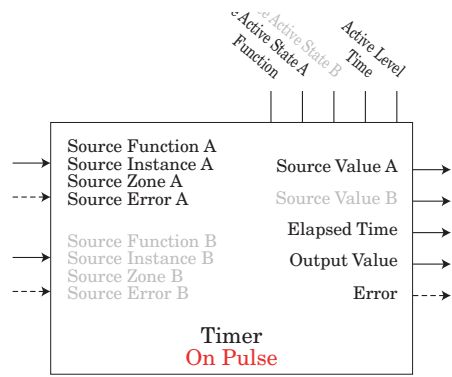 Active State B
Active State A
Function
Active Level
Time
Source Function A
Source Instance A
Source Zone A
Source Error A
Source Function B
Source Instance B
Source Zone B
Source Error B
Source Value A
Source Value B
Elapsed Time
Output Value
Error
Timer
On Pulse